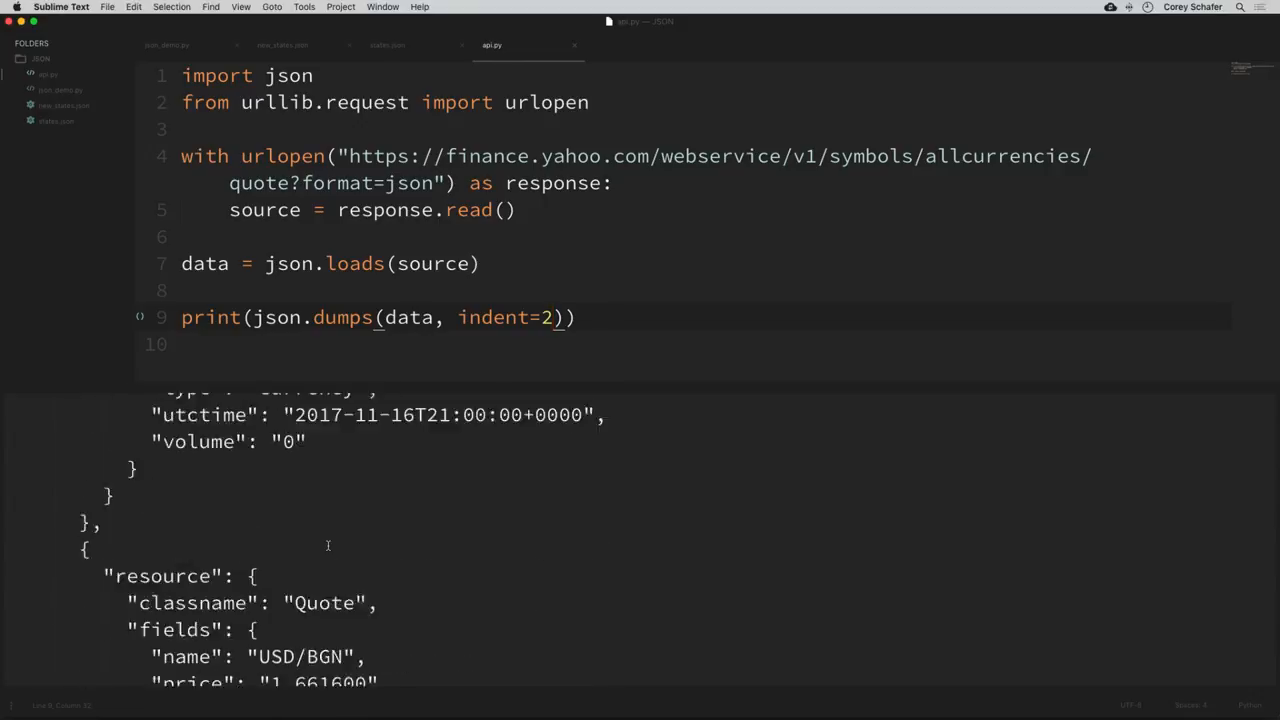 Sublime Text File Edit Selection Find View Goto Tools Project Window Help Corey Schafer
api.py — JSON
FOLDERS
JSON
api.py
json_demo.py
new_states.json
states.json
json_demo.py new_states.json states.json api.py
1 import json
2 from urllib.request import urlopen
3
4 with urlopen("https://finance.yahoo.com/webservice/v1/symbols/allcurrencies/
quote?format=json") as response:
5 source = response.read()
6
7 data = json.loads(source)
8
9 print(json.dumps(data, indent=2))
10
"type": "currency",
"utctime": "2017-11-16T21:00:00+0000",
"volume": "0"
}
}
},
{
"resource": {
"classname": "Quote",
"fields": {
"name": "USD/BGN",
"price": "1.661600"
Line 9, Column 32 UTF-8 Spaces: 4 Python